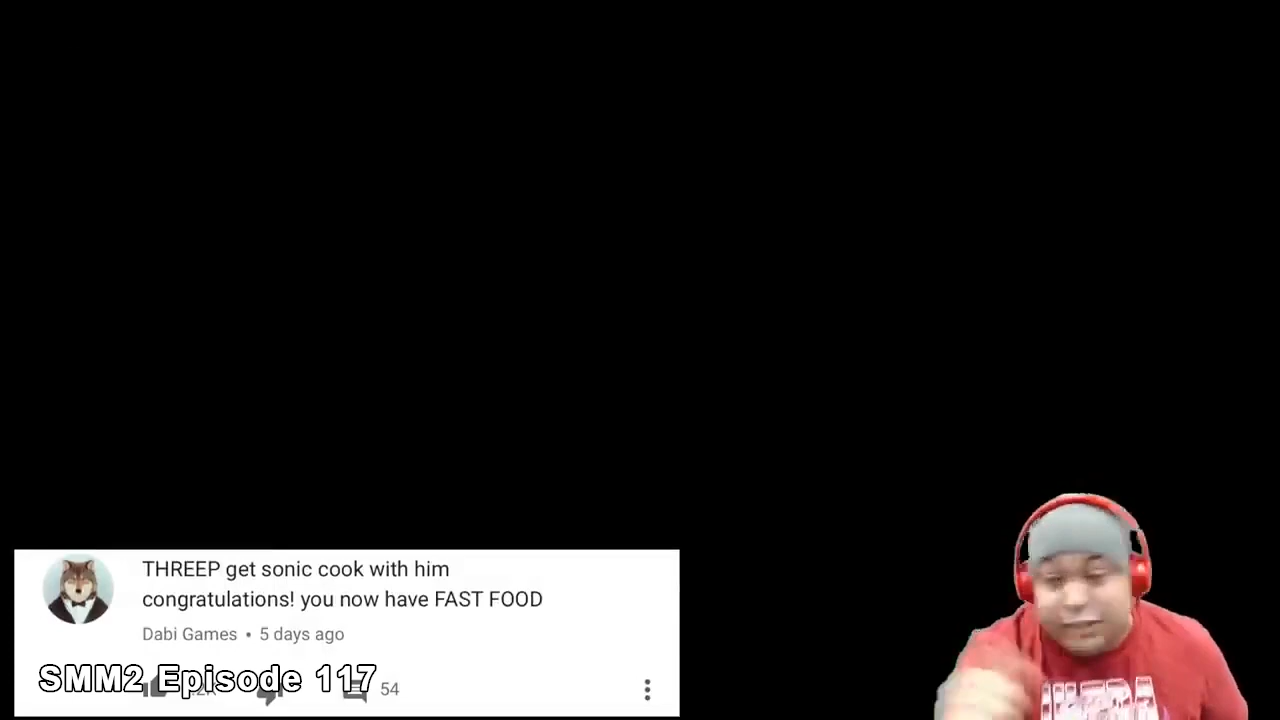 THREEP get sonic cook with him
congratulations! you now have FAST FOOD
Dabi Games • 5 days ago
SMM2 Episode 117
54